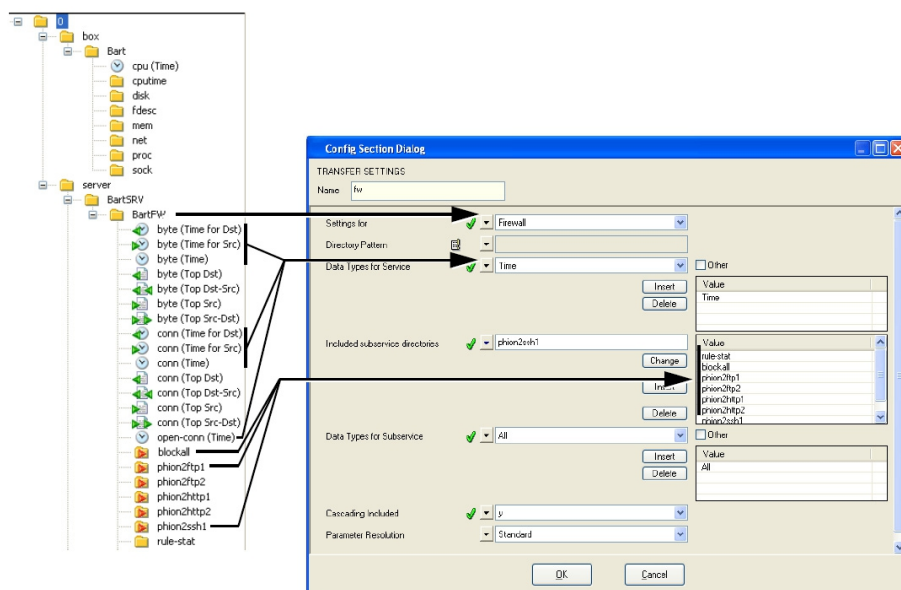 0
box
Bart
cpu (Time)
cputime
disk
fdesc
mem
net
proc
sock
server
BartSRV
BartFW
byte (Time for Dst)
byte (Time for Src)
byte (Time)
byte (Top Dst)
byte (Top Dst-Src)
byte (Top Src)
byte (Top Src-Dst)
conn (Time for Dst)
conn (Time for Src)
conn (Time)
conn (Top Dst)
conn (Top Dst-Src)
conn (Top Src)
conn (Top Src-Dst)
open-conn (Time)
blockall
phion2ftp1
phion2ftp2
phion2http1
phion2http2
phion2ssh1
rule-stat
Config Section Dialog
TRANSFER SETTINGS
Name fw
Settings for Firewall
Directory Pattern
Data Types for Service Time Other
Insert Value
Delete Time
Included subservice directories phion2ssh1 Value
Change rule-stat
blockall
phion2ftp1
Insert phion2ftp2
phion2http1
Delete phion2http2
phion2ssh1
Data Types for Subservice All Other
Insert Value
Delete All
Cascading Included y
Parameter Resolution Standard
OK Cancel